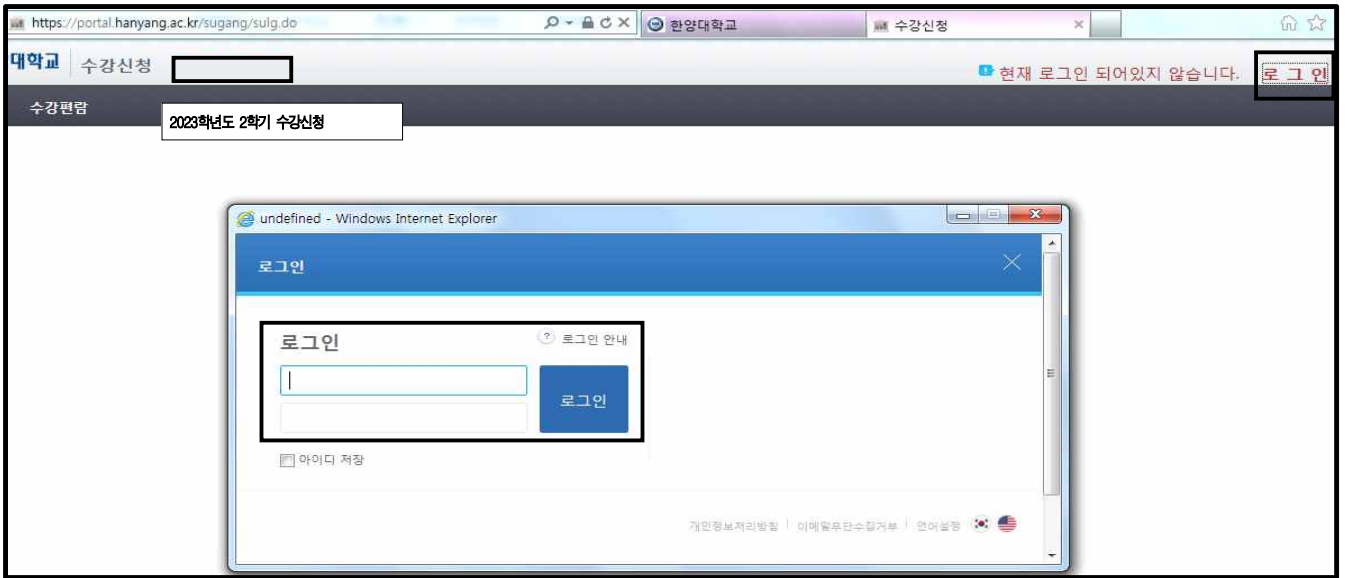 https://portal.hanyang.ac.kr/sugang/sulg.do
한양대학교
수강신청
대학교 수강신청
현재 로그인 되어있지 않습니다. 로그인
수강편람
2023학년도 2학기 수강신청
undefined - Windows Internet Explorer
로그인
로그인
로그인 안내
로그인
아이디 저장
개인정보처리방침 | 이메일무단수집거부 | 언어설정